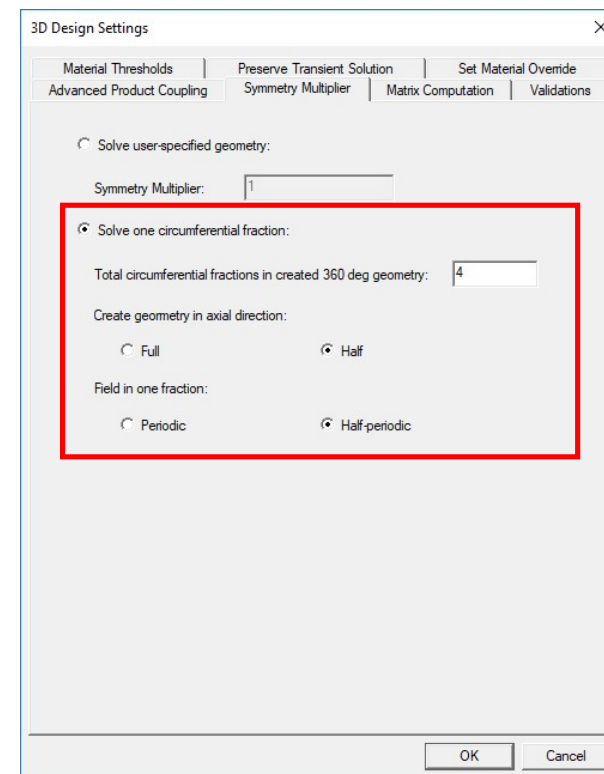 3D Design Settings
Material Thresholds Preserve Transient Solution Set Material Override
Advanced Product Coupling Symmetry Multiplier Matrix Computation Validations
Solve user-specified geometry:
Symmetry Multiplier: 1
Solve one circumferential fraction:
Total circumferential fractions in created 360 deg geometry: 4
Create geometry in axial direction:
Full Half
Field in one fraction:
Periodic Half-periodic
OK Cancel